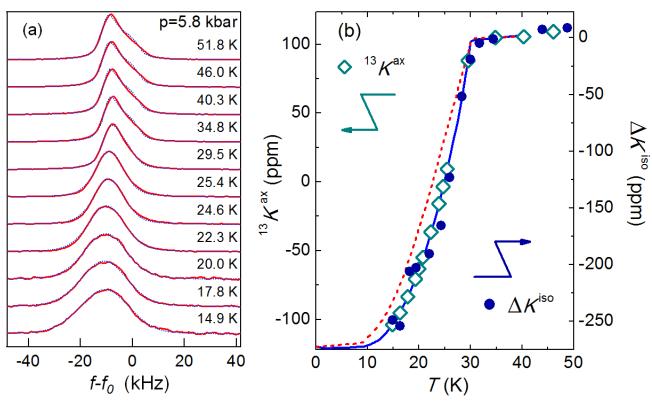 (a)
p=5.8 kbar
51.8 K
46.0 K
40.3 K
34.8 K
29.5 K
25.4 K
24.6 K
22.3 K
20.0 K
17.8 K
14.9 K
-40 -20 0 20 40
f-f₀ (kHz)
(b)
¹³Kᵃˣ
100
50
0
-50
-100
¹³Kᵃˣ (ppm)
0
-50
-100
-150
-200
-250
ΔKⁱˢᵒ (ppm)
ΔKⁱˢᵒ
0 10 20 30 40 50
T (K)